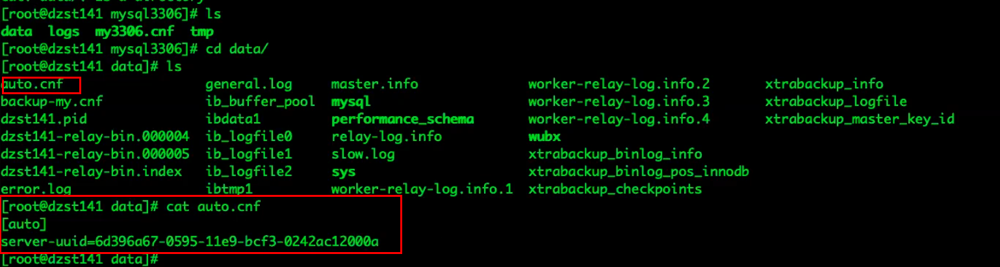 [root@dzst141 mysql3306]# ls
data logs my3306.cnf tmp
[root@dzst141 mysql3306]# cd data/
[root@dzst141 data]# ls
auto.cnf general.log master.info worker-relay-log.info.2 xtrabackup_info
backup-my.cnf ib_buffer_pool mysql worker-relay-log.info.3 xtrabackup_logfile
dzst141.pid ibdata1 performance_schema worker-relay-log.info.4 xtrabackup_master_key_id
dzst141-relay-bin.000004 ib_logfile0 relay-log.info wubx
dzst141-relay-bin.000005 ib_logfile1 slow.log xtrabackup_binlog_info
dzst141-relay-bin.index ib_logfile2 sys xtrabackup_binlog_pos_innodb
error.log ibtmp1 worker-relay-log.info.1 xtrabackup_checkpoints
[root@dzst141 data]# cat auto.cnf
[auto]
server-uuid=6d396a67-0595-11e9-bcf3-0242ac12000a
[root@dzst141 data]#